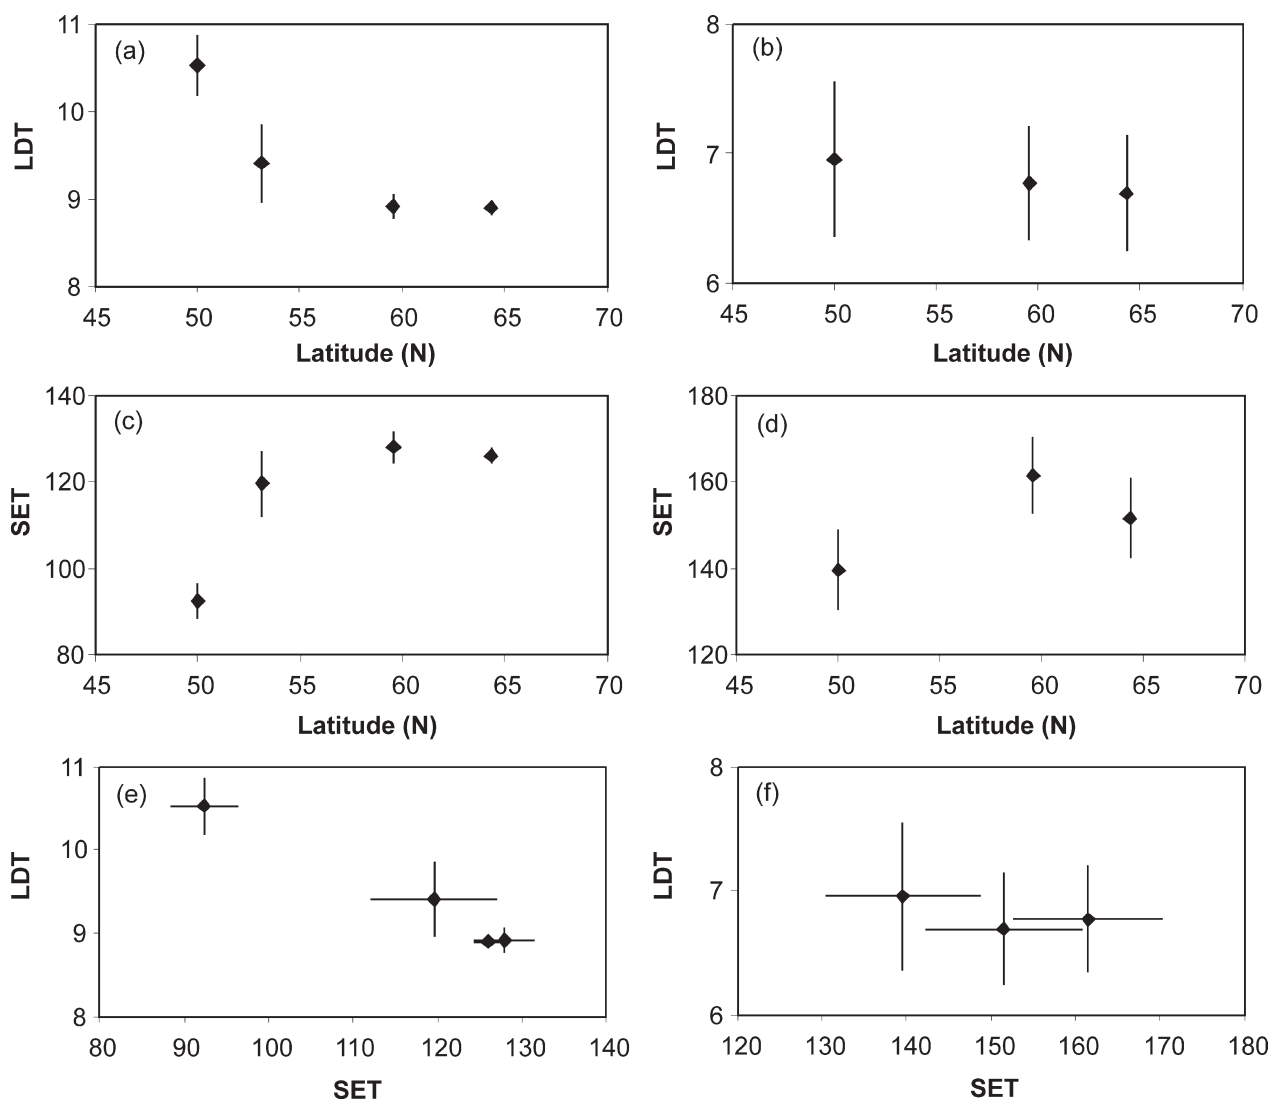 11
10
9
8
LDT
(a)
45 50 55 60 65 70
Latitude (N)
8
7
6
LDT
(b)
45 50 55 60 65 70
Latitude (N)
140
120
100
80
SET
(c)
45 50 55 60 65 70
Latitude (N)
180
160
140
120
SET
(d)
45 50 55 60 65 70
Latitude (N)
11
10
9
8
LDT
(e)
80 90 100 110 120 130 140
SET
8
7
6
LDT
(f)
120 130 140 150 160 170 180
SET